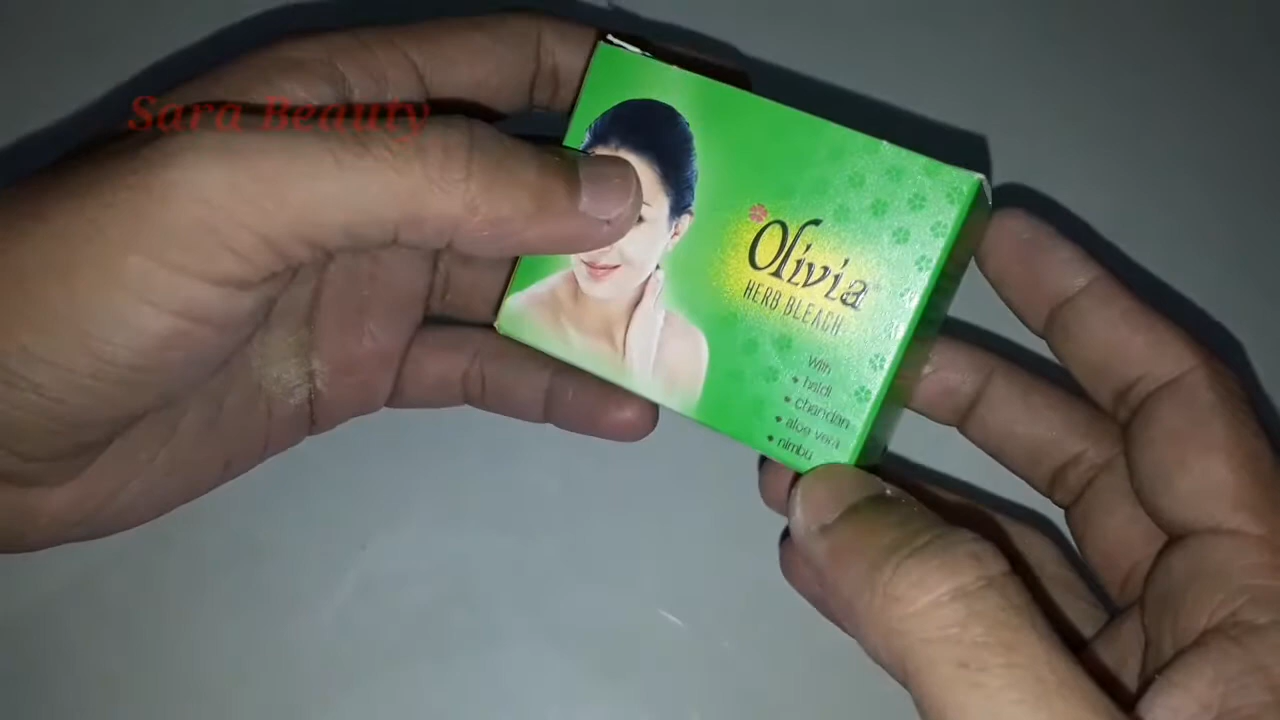 Sara Beauty
Olivia
HERB BLEACH
With
• haldi
• chandan
• aloe vera
• nimbu